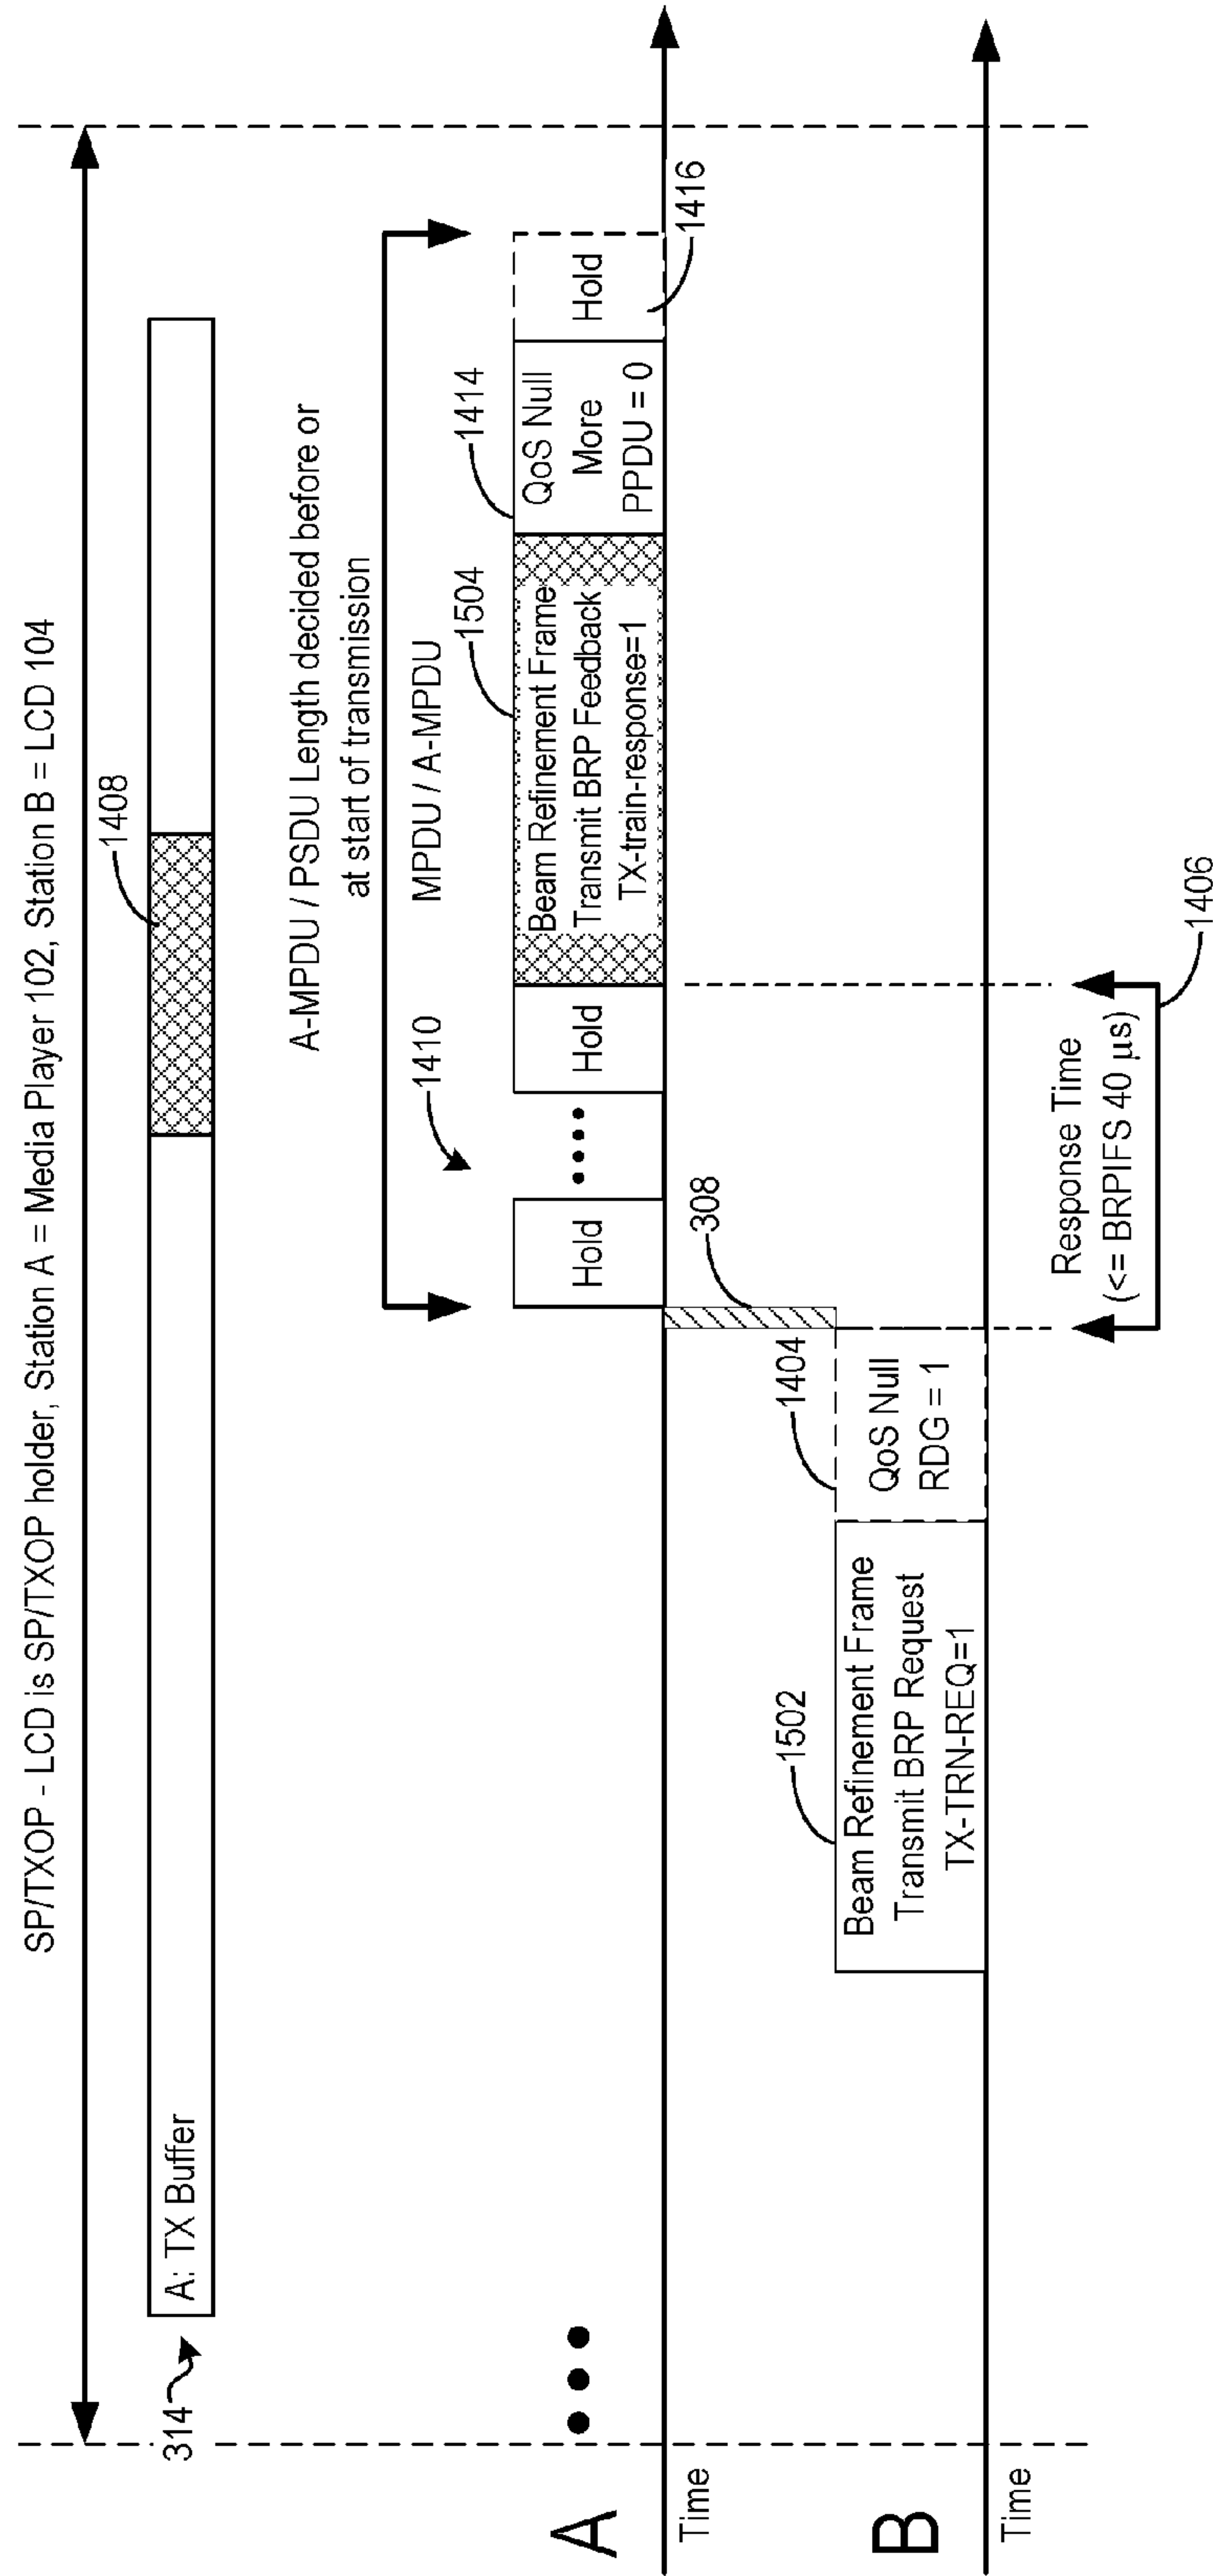 SP/TXOP - LCD is SP/TXOP holder, Station A = Media Player 102, Station B = LCD 104
314
A: TX Buffer
1408
A-MPDU / PSDU Length decided before or
at start of transmission
1410
MPDU / A-MPDU
1504
1414
A
Hold
Hold
Beam Refinement Frame
Transmit BRP Feedback
TX-train-response=1
QoS Null
More
PPDU = 0
Hold
1416
Time
308
1502
1404
B
Beam Refinement Frame
Transmit BRP Request
TX-TRN-REQ=1
QoS Null
RDG = 1
Time
Response Time
(<= BRPIFS 40 μs)
1406